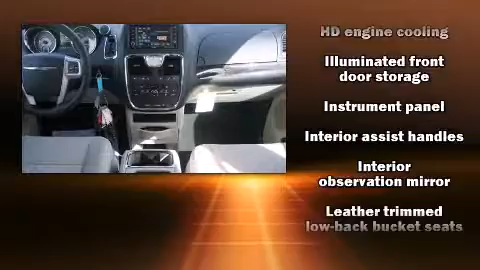 HD engine cooling
Illuminated front
door storage
Instrument panel
Interior assist handles
Interior
observation mirror
Leather trimmed
low-back bucket seats